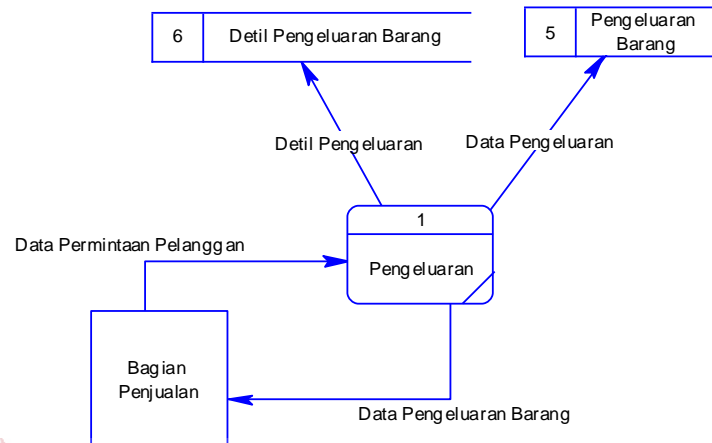 6
Detil Pengeluaran Barang
5
Pengeluaran
Barang
Detil Pengeluaran
Data Pengeluaran
1
Pengeluaran
Data Permintaan Pelanggan
Bagian
Penjualan
Data Pengeluaran Barang